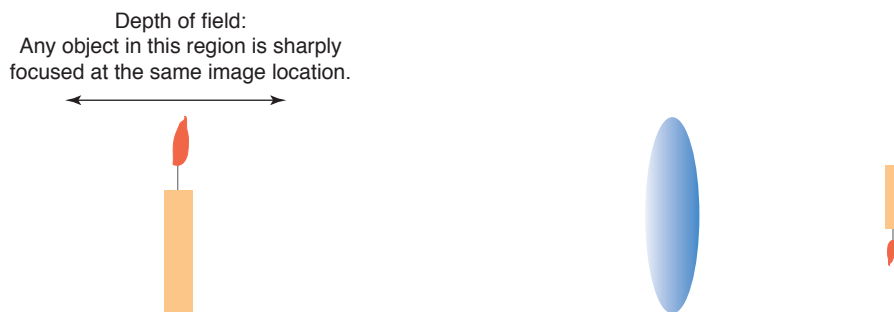 Depth of field:
Any object in this region is sharply
focused at the same image location.